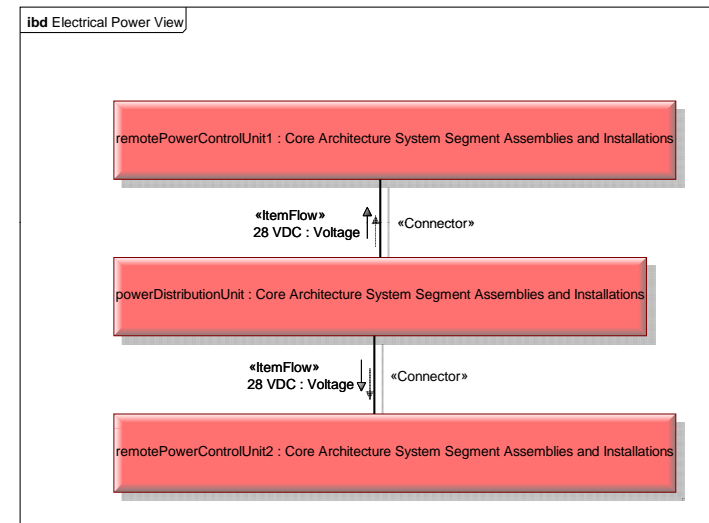 ibd Electrical Power View
remotePowerControlUnit1 : Core Architecture System Segment Assemblies and Installations
«ItemFlow»
28 VDC : Voltage
«Connector»
powerDistributionUnit : Core Architecture System Segment Assemblies and Installations
«ItemFlow»
28 VDC : Voltage
«Connector»
remotePowerControlUnit2 : Core Architecture System Segment Assemblies and Installations